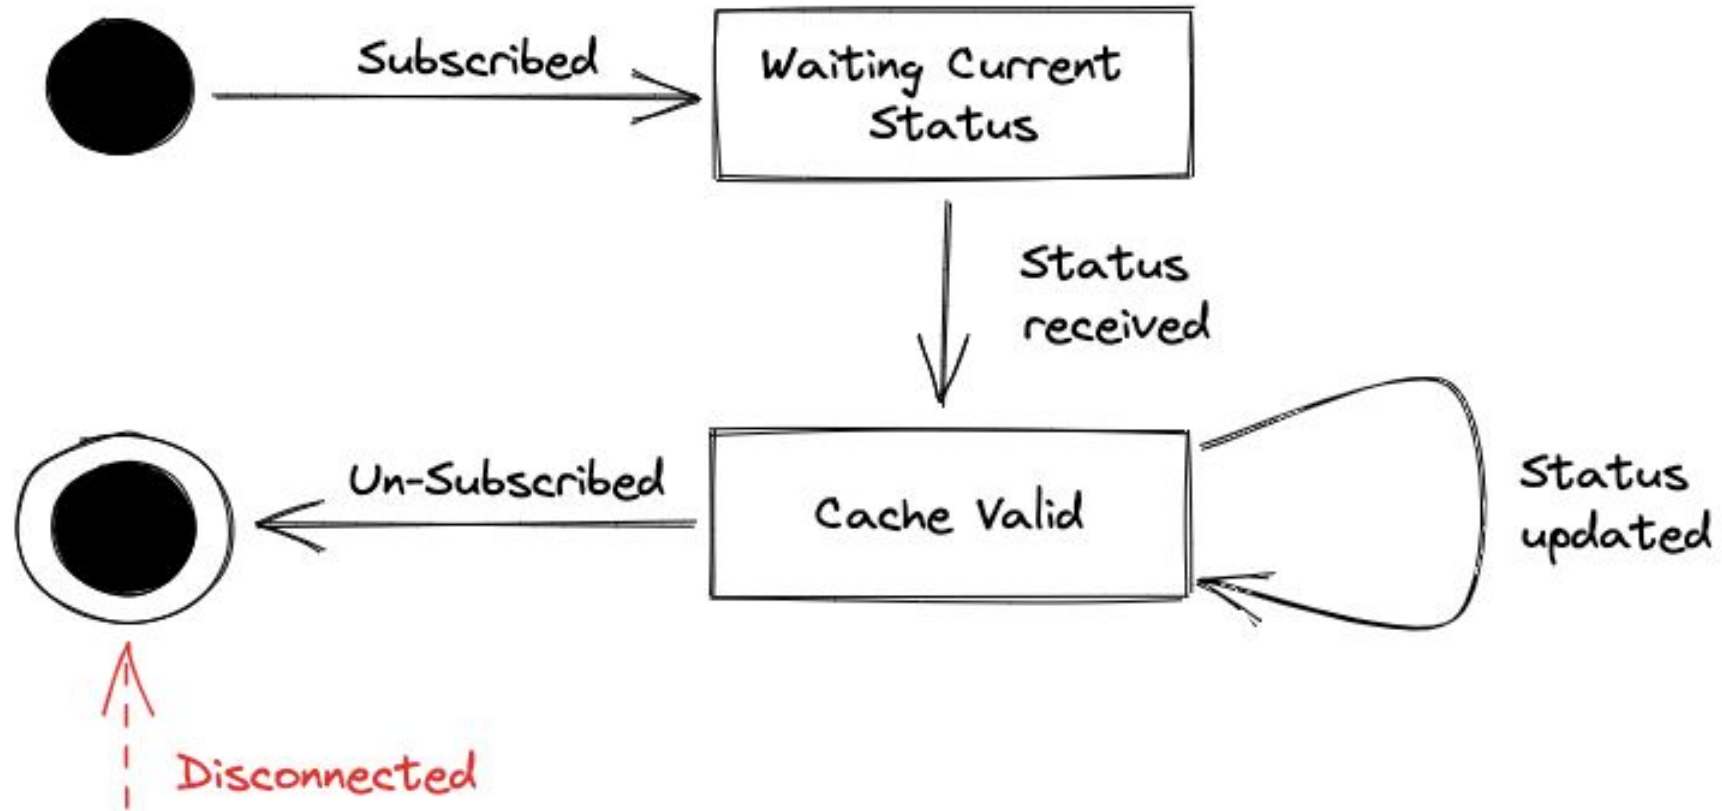 Subscribed
Waiting Current
Status
Status
received
Un-Subscribed
Cache Valid
Status
updated
Disconnected